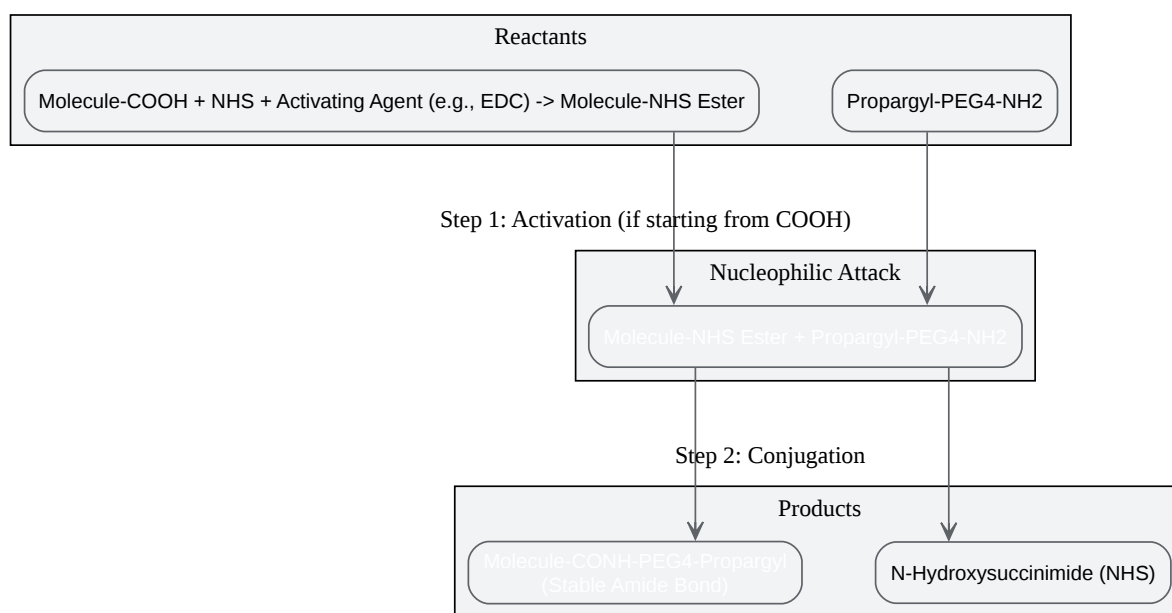 Reactants
Molecule-COOH + NHS + Activating Agent (e.g., EDC) -> Molecule-NHS Ester
Propargyl-PEG4-NH2
Step 1: Activation (if starting from COOH)
Nucleophilic Attack
Molecule-NHS Ester + Propargyl-PEG4-NH2
Step 2: Conjugation
Products
Molecule-CONH-PEG4-Propargyl
(Stable Amide Bond)
N-Hydroxysuccinimide (NHS)